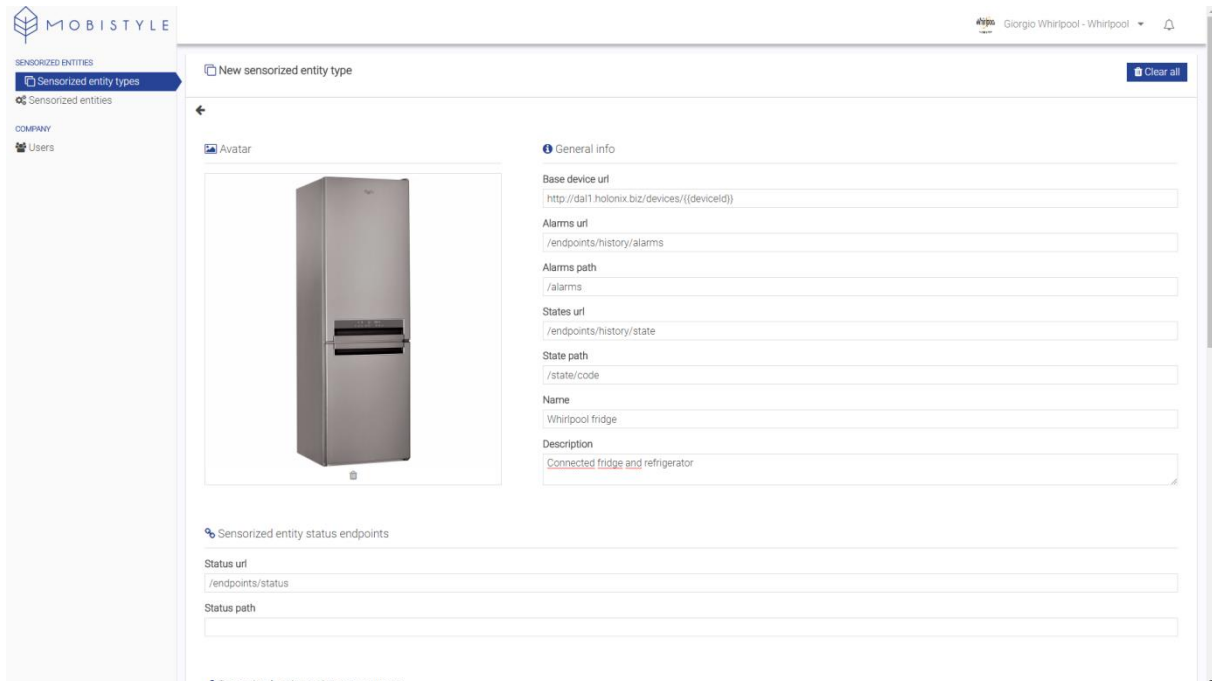 MOBISTYLE
Giorgio Whirlpool - Whirlpool
SENSORIZED ENTITIES
Sensorized entity types
Sensorized entities
COMPANY
Users
New sensorized entity type
Clear all
Avatar
General info
Base device url
http://dal1.holonix.biz/devices/{{deviceId}}
Alarms url
/endpoints/history/alarms
Alarms path
/alarms
States url
/endpoints/history/state
State path
/state/code
Name
Whirlpool fridge
Description
Connected fridge and refrigerator
Sensorized entity status endpoints
Status url
/endpoints/status
Status path